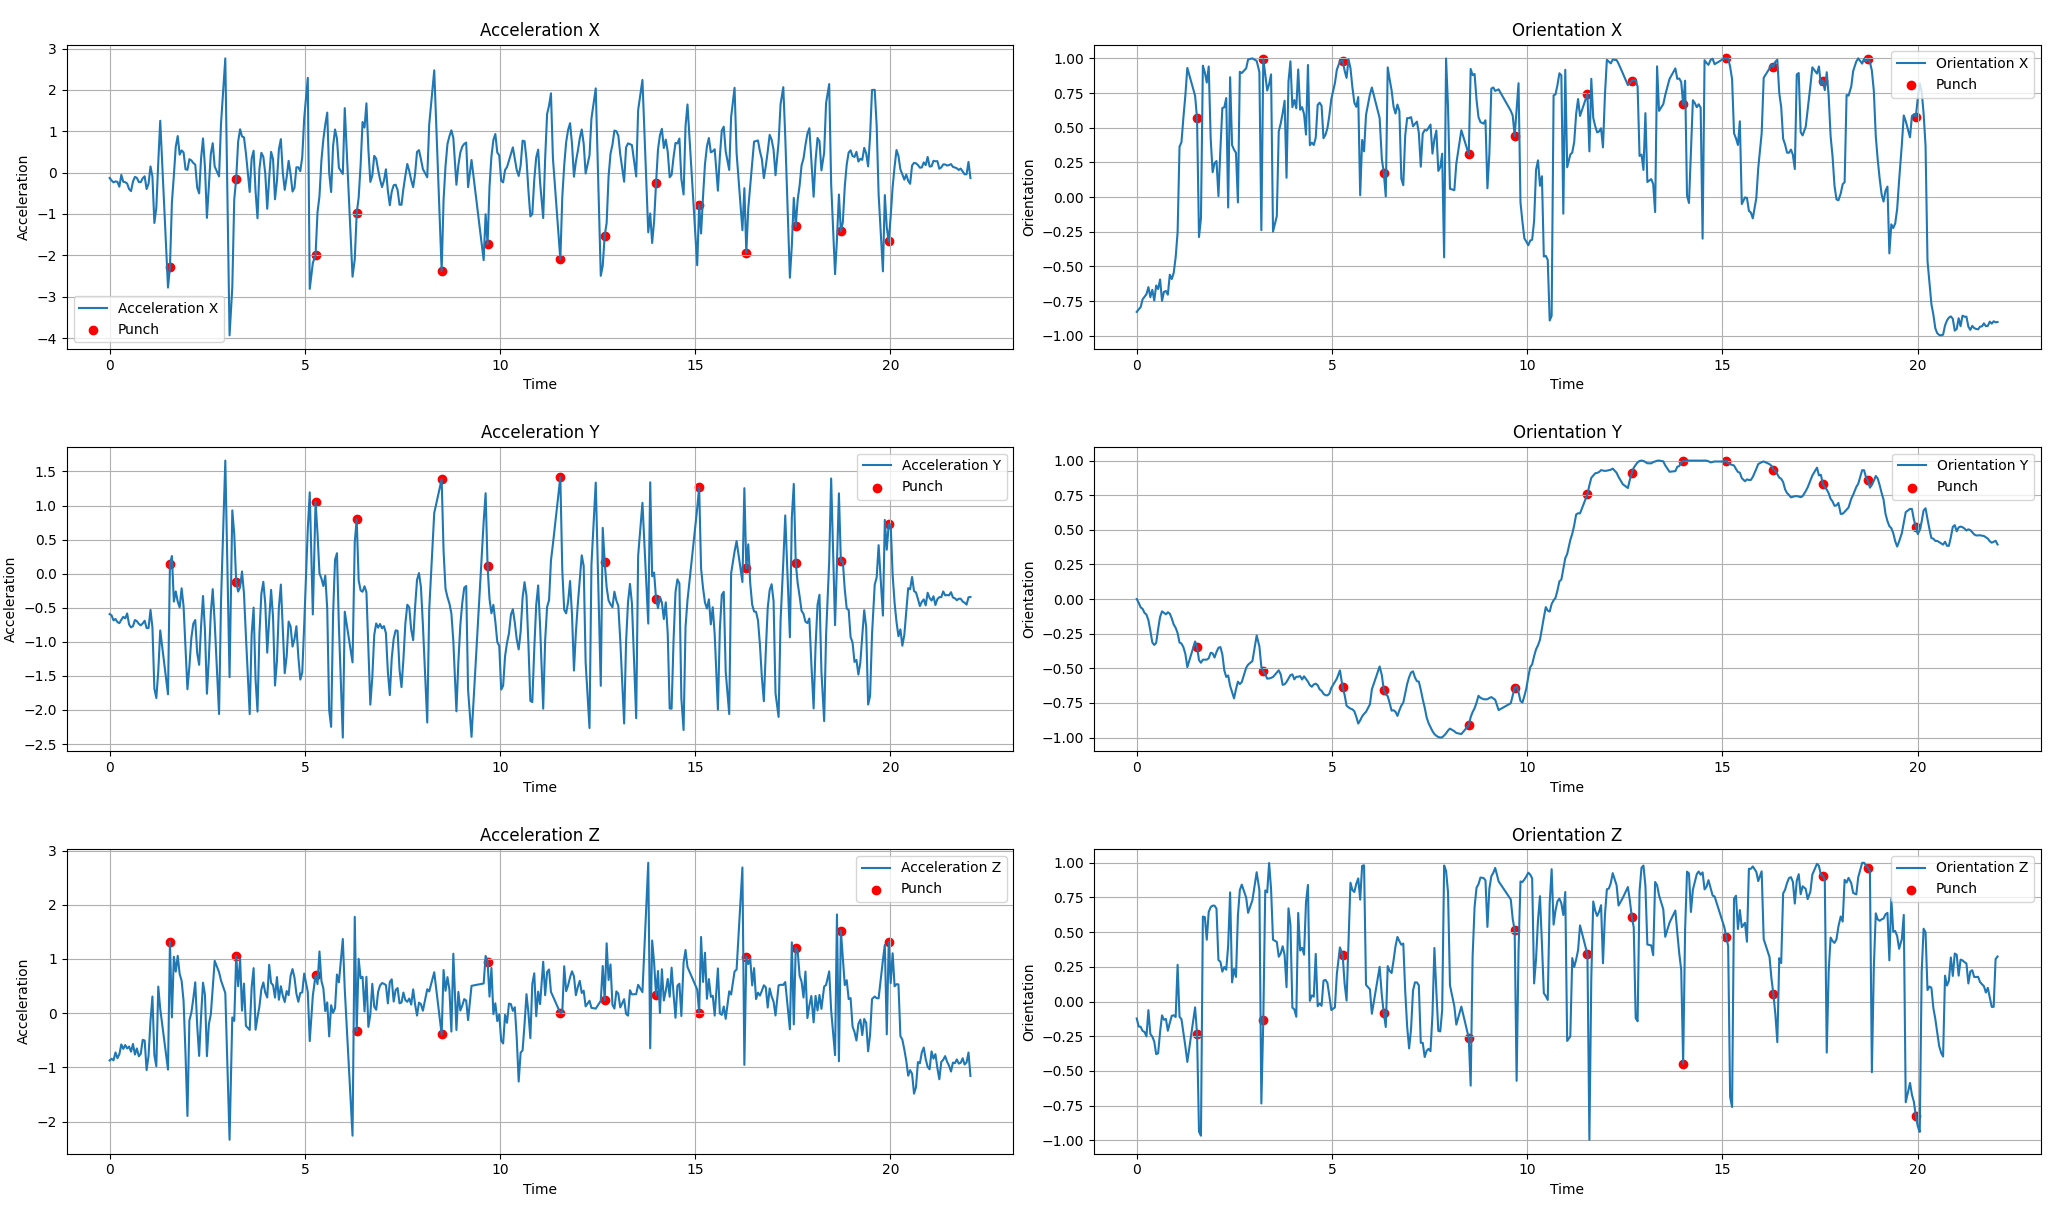 Acceleration X
3
2
1
0
−1
−2
−3
−4
Acceleration
Acceleration X
Punch
0 5 10 15 20
Time
Orientation X
1.00
0.75
0.50
0.25
0.00
−0.25
−0.50
−0.75
−1.00
Orientation
Orientation X
Punch
0 5 10 15 20
Time
Acceleration Y
1.5
1.0
0.5
0.0
−0.5
−1.0
−1.5
−2.0
−2.5
Acceleration
Acceleration Y
Punch
0 5 10 15 20
Time
Orientation Y
1.00
0.75
0.50
0.25
0.00
−0.25
−0.50
−0.75
−1.00
Orientation
Orientation Y
Punch
0 5 10 15 20
Time
Acceleration Z
3
2
1
0
−1
−2
Acceleration
Acceleration Z
Punch
0 5 10 15 20
Time
Orientation Z
1.00
0.75
0.50
0.25
0.00
−0.25
−0.50
−0.75
−1.00
Orientation
Orientation Z
Punch
0 5 10 15 20
Time